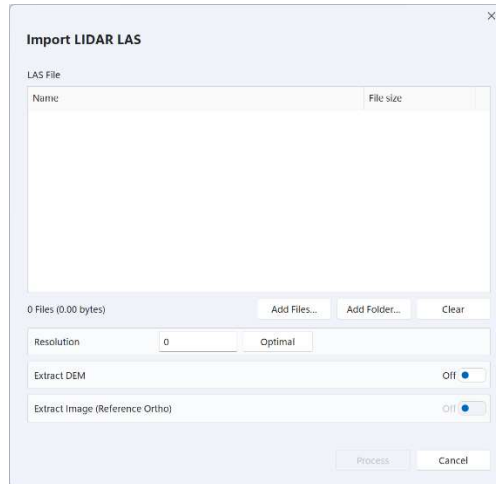 Import LIDAR LAS
LAS File
Name File size
0 Files (0.00 bytes) Add Files... Add Folder... Clear
Resolution 0 Optimal
Extract DEM Off
Extract Image (Reference Ortho) Off
Process Cancel